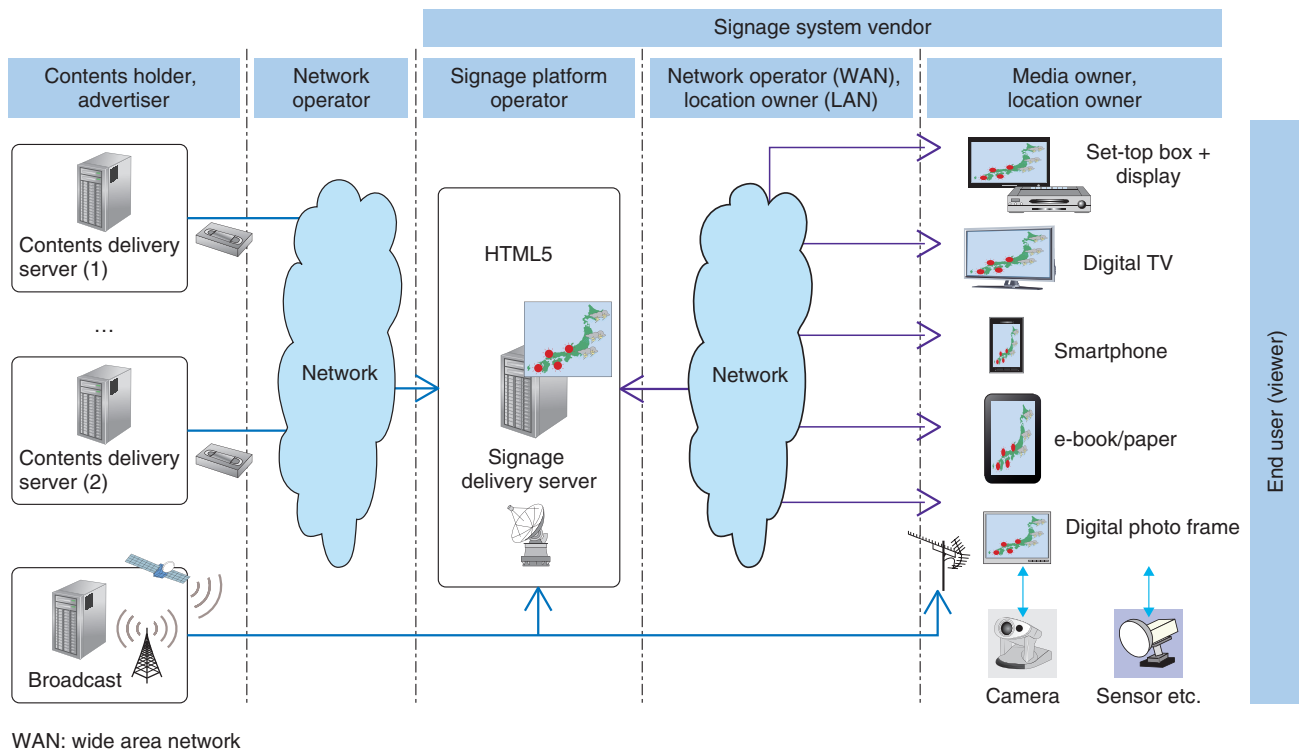 Signage system vendor
Contents holder,
advertiser
Network
operator
Signage platform
operator
Network operator (WAN),
location owner (LAN)
Media owner,
location owner
Contents delivery
server (1)
...
Contents delivery
server (2)
Broadcast
Network
HTML5
Signage
delivery server
Network
Set-top box +
display
Digital TV
Smartphone
e-book/paper
Digital photo frame
Camera
Sensor etc.
End user (viewer)
WAN: wide area network